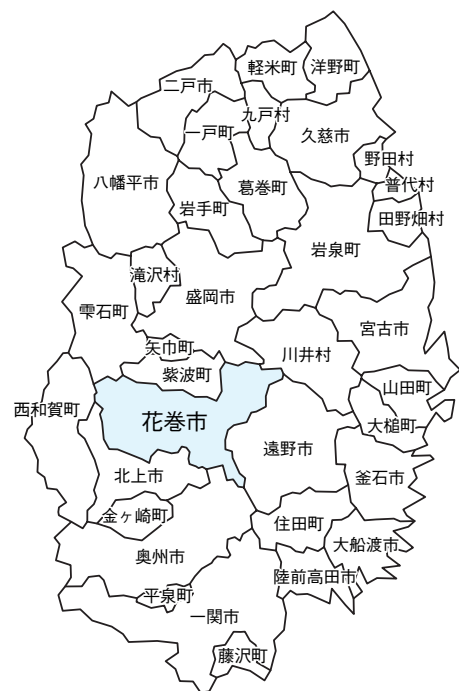 軽米町
洋野町
二戸市
九戸村
一戸町
久慈市
野田村
八幡平市
葛巻町
普代村
岩手町
田野畑村
岩泉町
滝沢村
盛岡市
雫石町
宮古市
矢巾町
川井村
紫波町
山田町
西和賀町
花巻市
大槌町
遠野市
北上市
釜石市
金ヶ崎町
住田町
大船渡市
奥州市
陸前高田市
平泉町
一関市
藤沢町